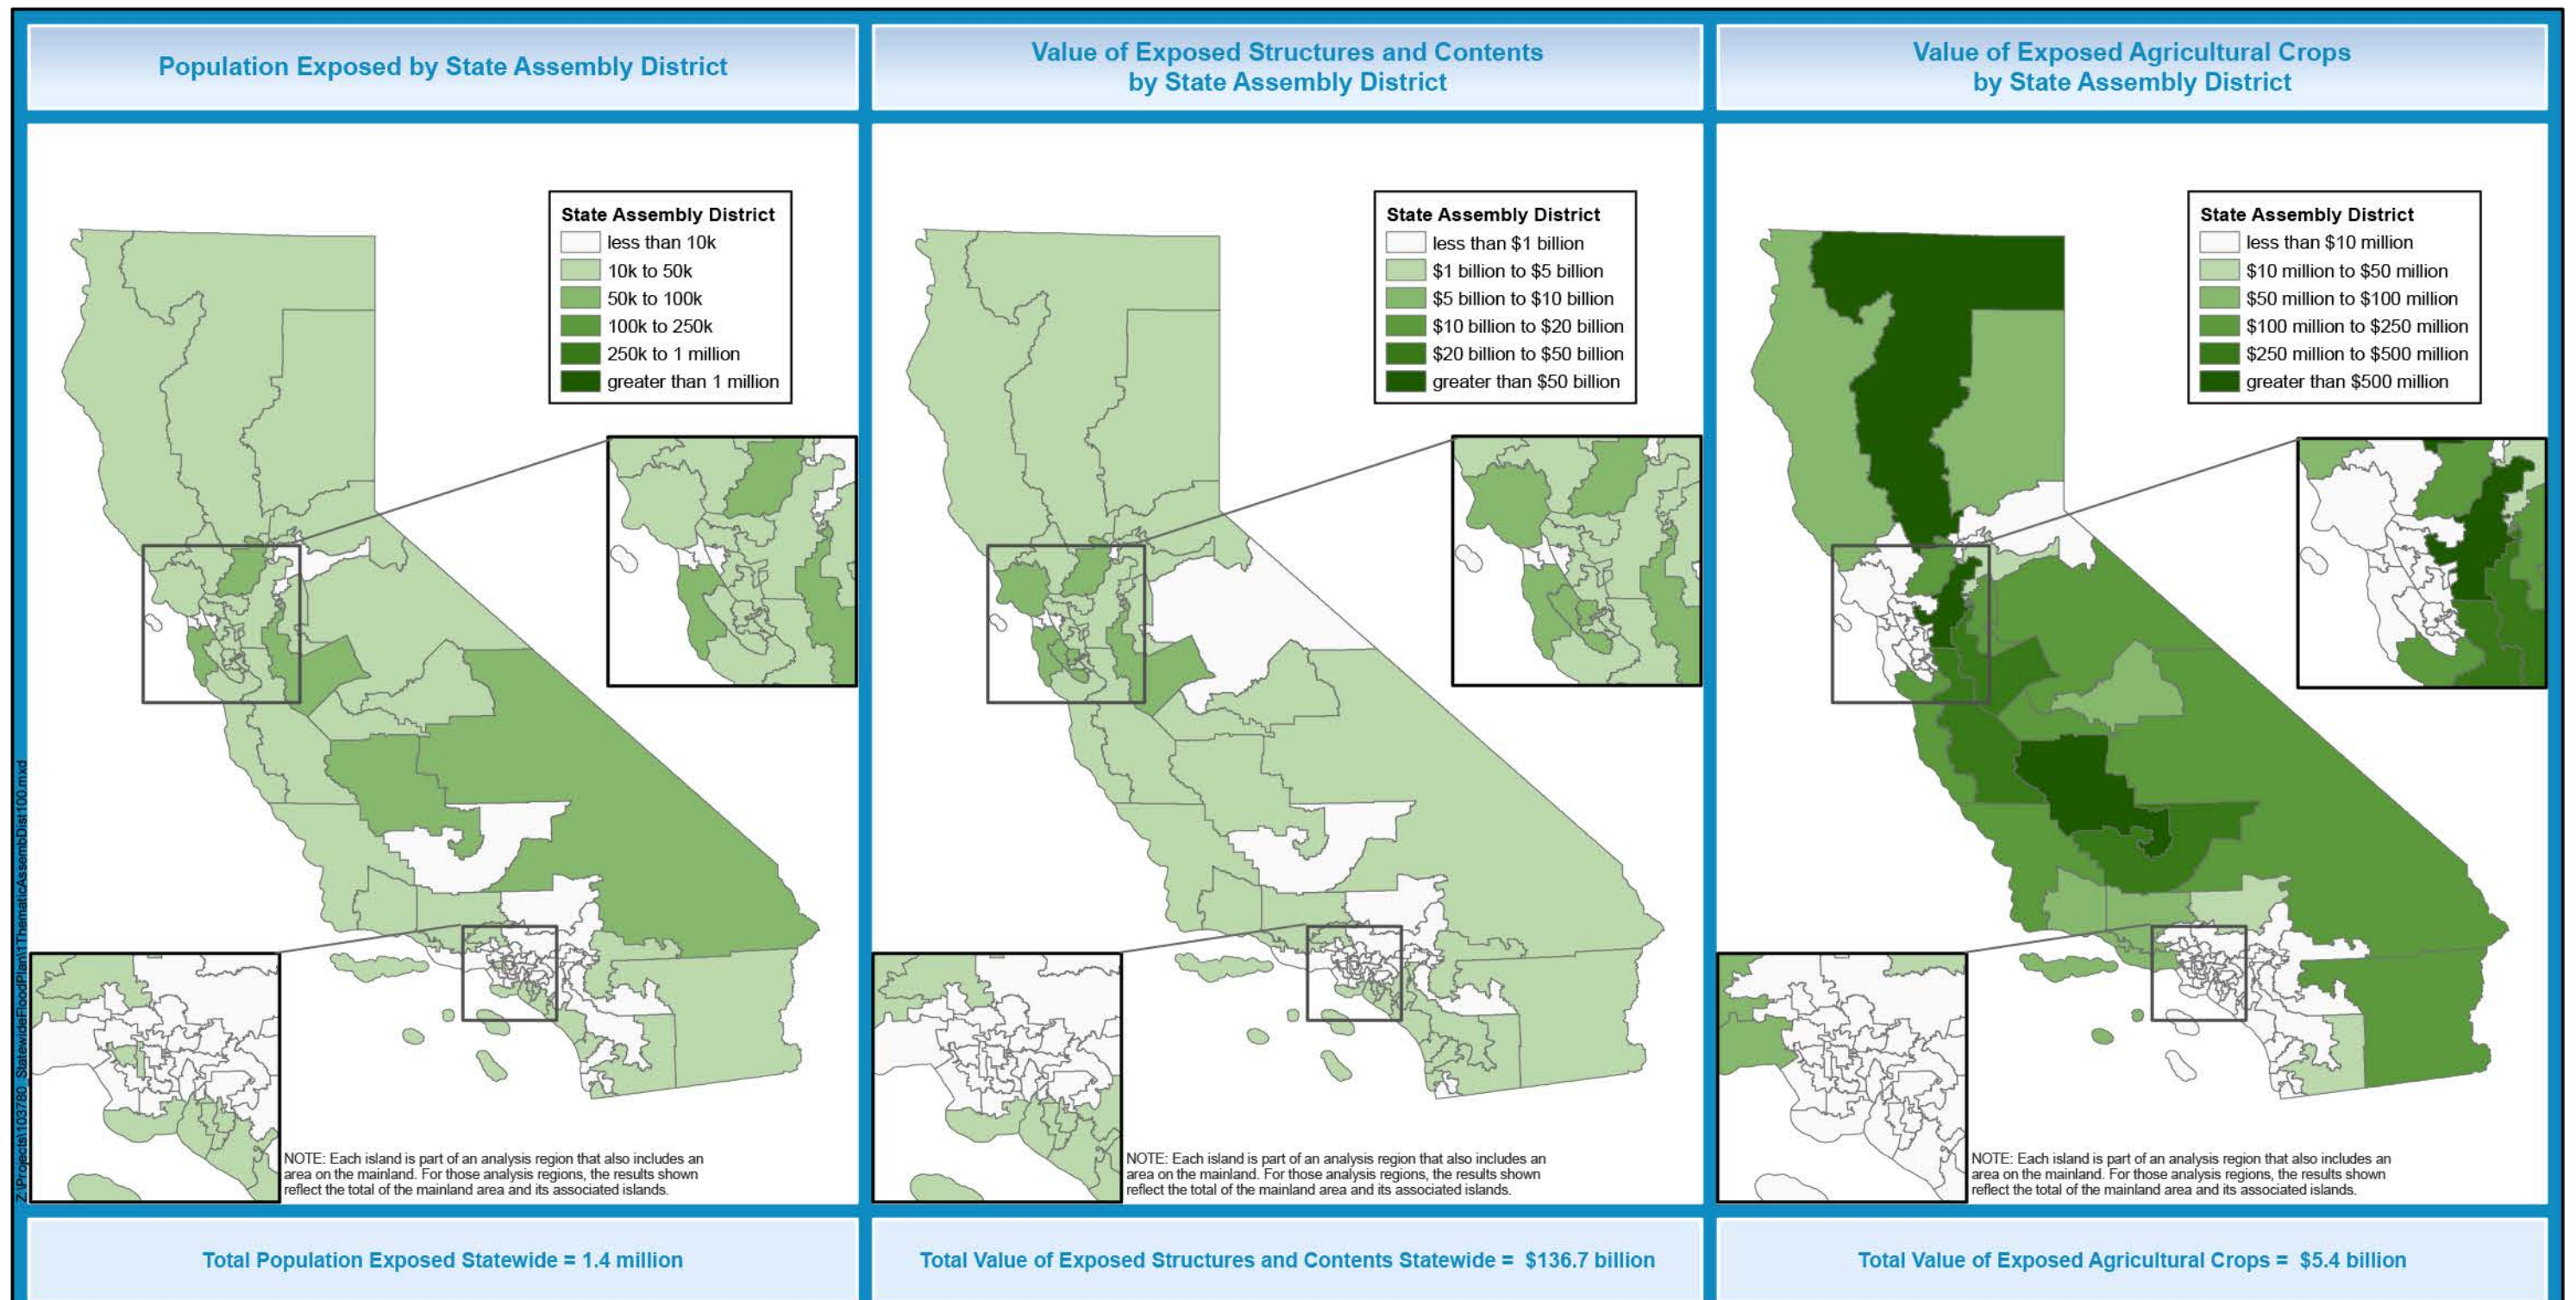 Population Exposed by State Assembly District
State Assembly District
less than 10k
10k to 50k
50k to 100k
100k to 250k
250k to 1 million
greater than 1 million
NOTE: Each island is part of an analysis region that also includes an
area on the mainland. For those analysis regions, the results shown
reflect the total of the mainland area and its associated islands.
Total Population Exposed Statewide = 1.4 million
Value of Exposed Structures and Contents
by State Assembly District
State Assembly District
less than $1 billion
$1 billion to $5 billion
$5 billion to $10 billion
$10 billion to $20 billion
$20 billion to $50 billion
greater than $50 billion
NOTE: Each island is part of an analysis region that also includes an
area on the mainland. For those analysis regions, the results shown
reflect the total of the mainland area and its associated islands.
Total Value of Exposed Structures and Contents Statewide = $136.7 billion
Value of Exposed Agricultural Crops
by State Assembly District
State Assembly District
less than $10 million
$10 million to $50 million
$50 million to $100 million
$100 million to $250 million
$250 million to $500 million
greater than $500 million
NOTE: Each island is part of an analysis region that also includes an
area on the mainland. For those analysis regions, the results shown
reflect the total of the mainland area and its associated islands.
Total Value of Exposed Agricultural Crops = $5.4 billion
Z:\Projects\103780_StatewideFloodPlan\1ThematicAssembDist100.mxd